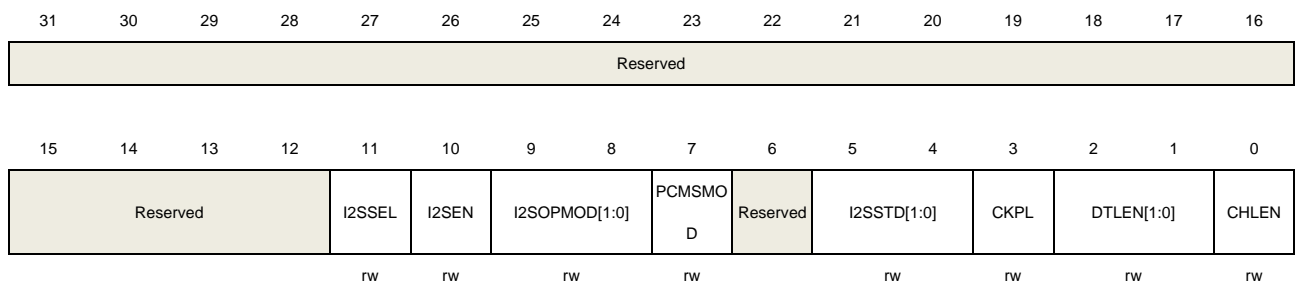 31 30 29 28 27 26 25 24 23 22 21 20 19 18 17 16
Reserved
15 14 13 12 11 10 9 8 7 6 5 4 3 2 1 0
Reserved I2SSEL I2SEN I2SOPMOD[1:0] PCMSMO
D Reserved I2SSTD[1:0] CKPL DTLEN[1:0] CHLEN
rw rw rw rw rw rw rw rw